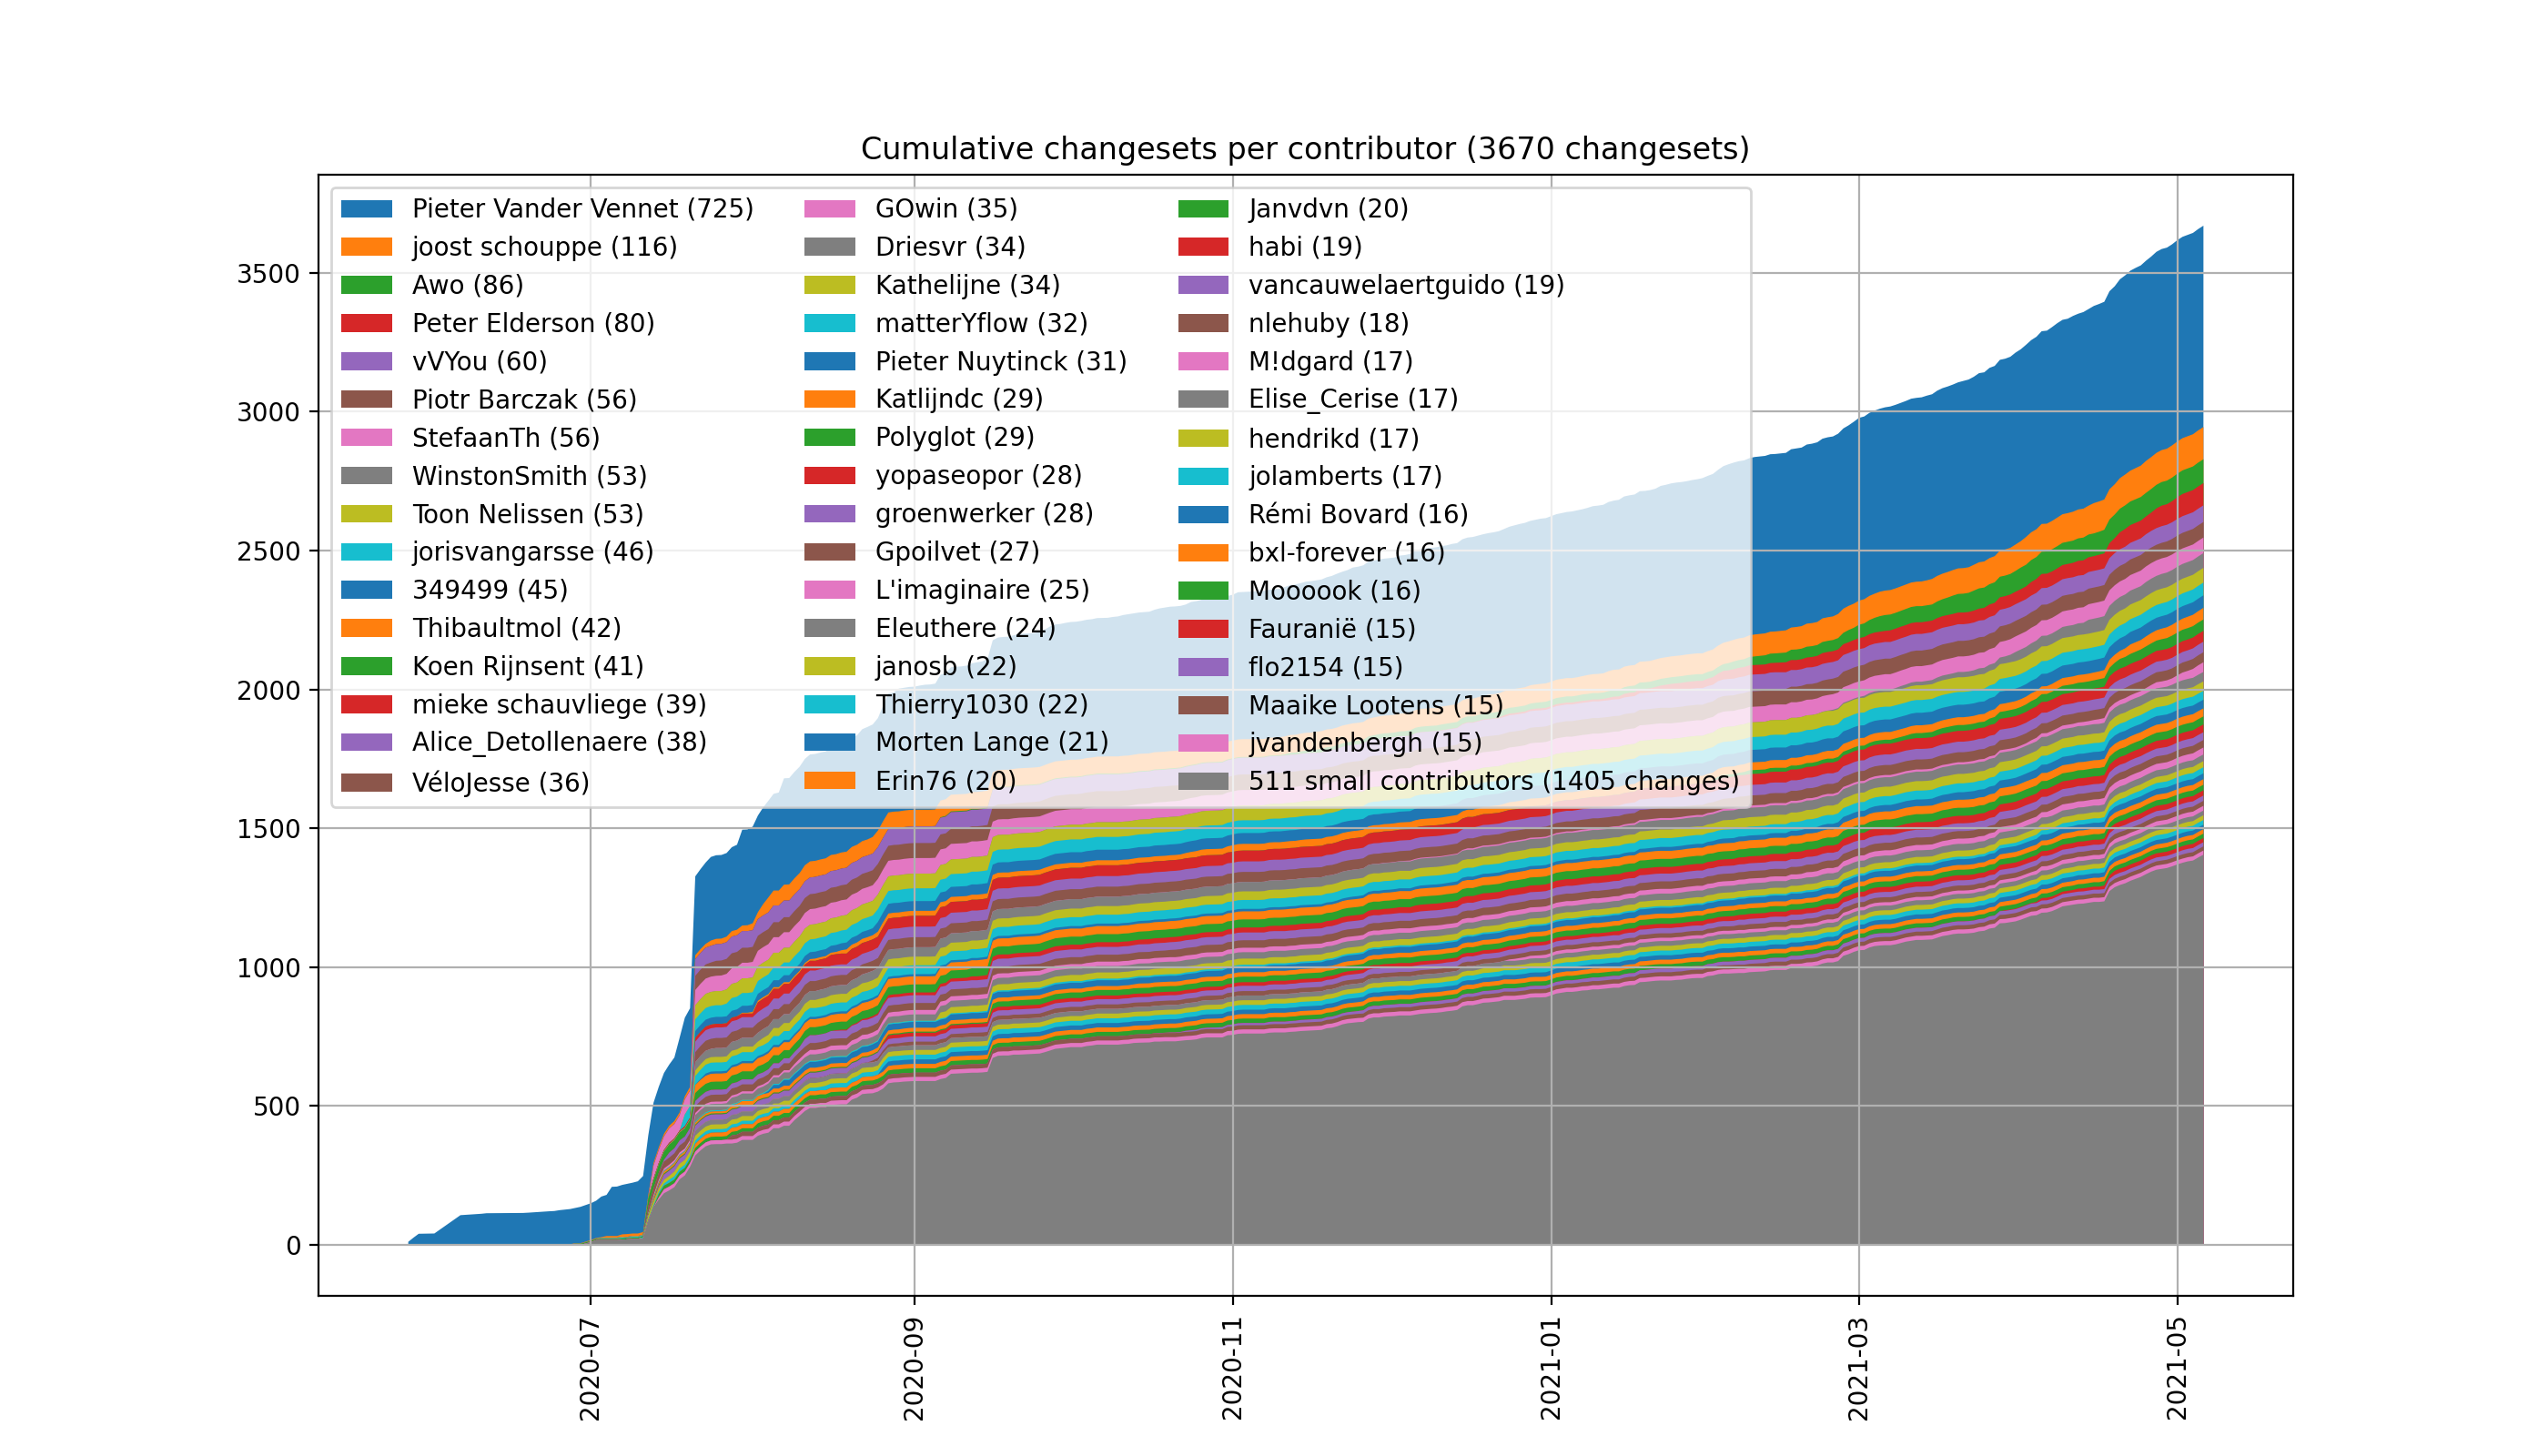 Cumulative changesets per contributor (3670 changesets)
Pieter Vander Vennet (725)
joost schouppe (116)
Awo (86)
Peter Elderson (80)
vVYou (60)
Piotr Barczak (56)
StefaanTh (56)
WinstonSmith (53)
Toon Nelissen (53)
jorisvangarsse (46)
349499 (45)
Thibaultmol (42)
Koen Rijnsent (41)
mieke schauvliege (39)
Alice_Detollenaere (38)
VéloJesse (36)
GOwin (35)
Driesvr (34)
Kathelijne (34)
matterYflow (32)
Pieter Nuytinck (31)
Katlijndc (29)
Polyglot (29)
yopaseopor (28)
groenwerker (28)
Gpoilvet (27)
L'imaginaire (25)
Eleuthere (24)
janosb (22)
Thierry1030 (22)
Morten Lange (21)
Erin76 (20)
Janvdvn (20)
habi (19)
vancauwelaertguido (19)
nlehuby (18)
M!dgard (17)
Elise_Cerise (17)
hendrikd (17)
jolamberts (17)
Rémi Bovard (16)
bxl-forever (16)
Moooook (16)
Fauranië (15)
flo2154 (15)
Maaike Lootens (15)
jvandenbergh (15)
511 small contributors (1405 changes)
3500
3000
2500
2000
1500
1000
500
0
2020-07
2020-09
2020-11
2021-01
2021-03
2021-05